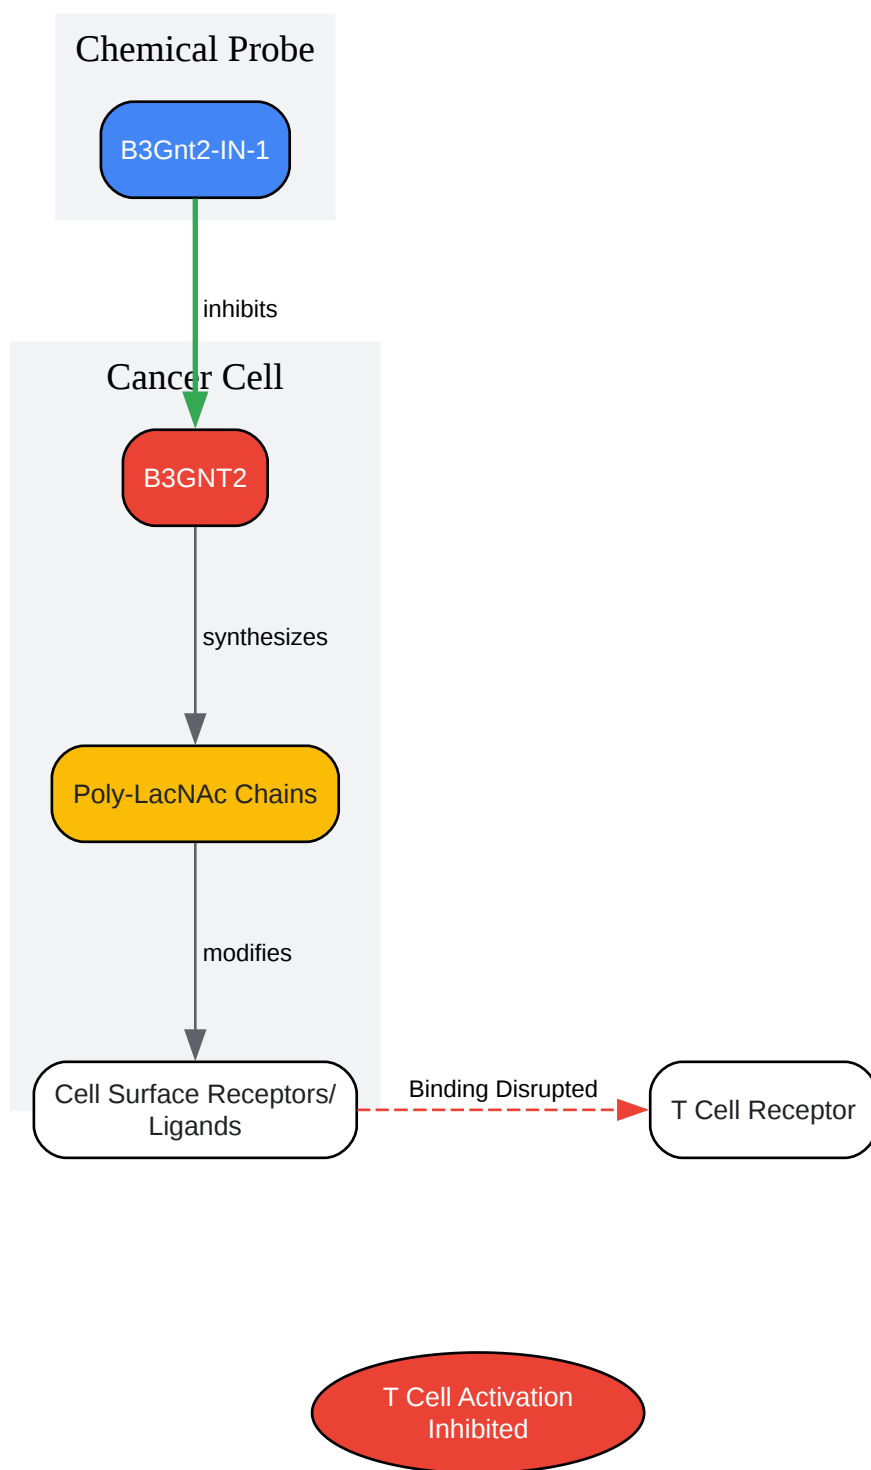 Chemical Probe
B3Gnt2-IN-1
inhibits
Cancer Cell
B3GNT2
synthesizes
Poly-LacNAc Chains
modifies
Cell Surface Receptors/
Ligands
Binding Disrupted
T Cell Receptor
T Cell Activation
Inhibited